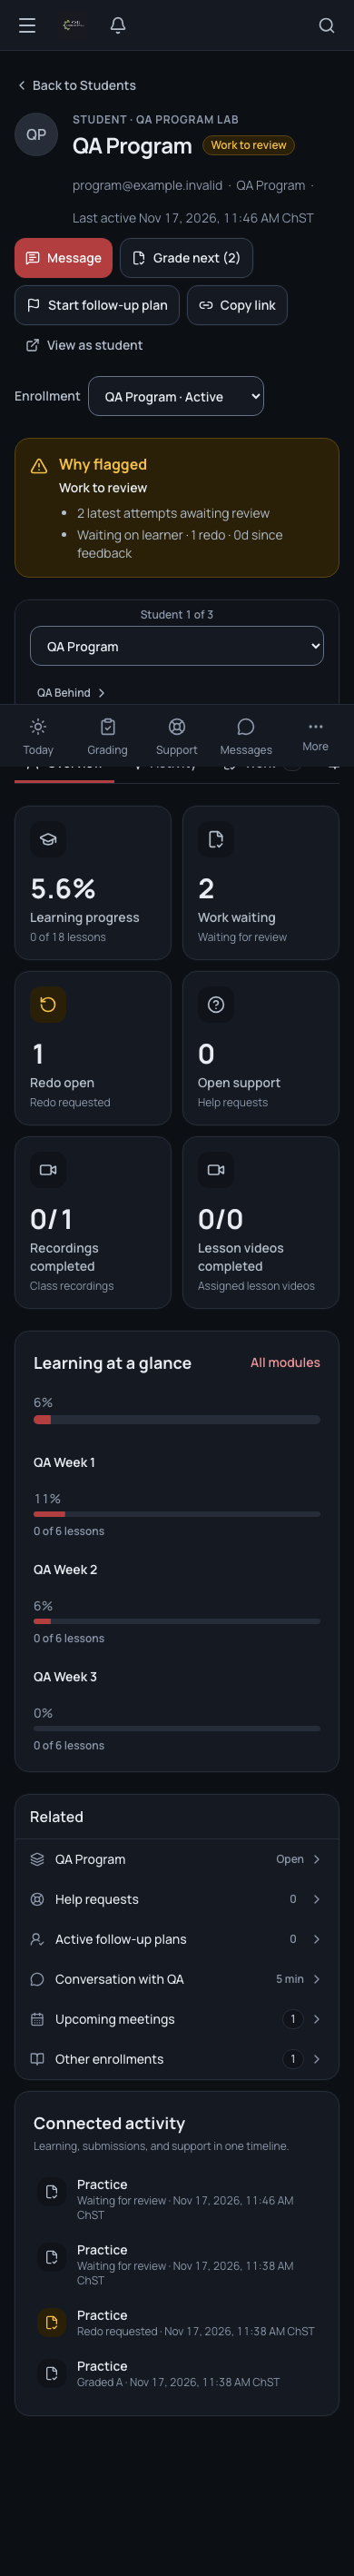 Back to Students
QP
STUDENT · QA PROGRAM LAB
QA Program
Work to review
program@example.invalid · QA Program ·
Last active Nov 17, 2026, 11:46 AM ChST
Message
Grade next (2)
Start follow-up plan
Copy link
View as student
Enrollment
QA Program · Active
Why flagged
Work to review
2 latest attempts awaiting review
Waiting on learner · 1 redo · 0d since
feedback
Student 1 of 3
QA Program
QA Behind
Today
Grading
Support
Messages
More
5.6%
Learning progress
0 of 18 lessons
2
Work waiting
Waiting for review
1
Redo open
Redo requested
0
Open support
Help requests
0/1
Recordings
completed
Class recordings
0/0
Lesson videos
completed
Assigned lesson videos
Learning at a glance
All modules
6%
QA Week 1
11%
0 of 6 lessons
QA Week 2
6%
0 of 6 lessons
QA Week 3
0%
0 of 6 lessons
Related
QA Program
Open
Help requests
0
Active follow-up plans
0
Conversation with QA
5 min
Upcoming meetings
1
Other enrollments
1
Connected activity
Learning, submissions, and support in one timeline.
Practice
Waiting for review · Nov 17, 2026, 11:46 AM
ChST
Practice
Waiting for review · Nov 17, 2026, 11:38 AM
ChST
Practice
Redo requested · Nov 17, 2026, 11:38 AM ChST
Practice
Graded A · Nov 17, 2026, 11:38 AM ChST